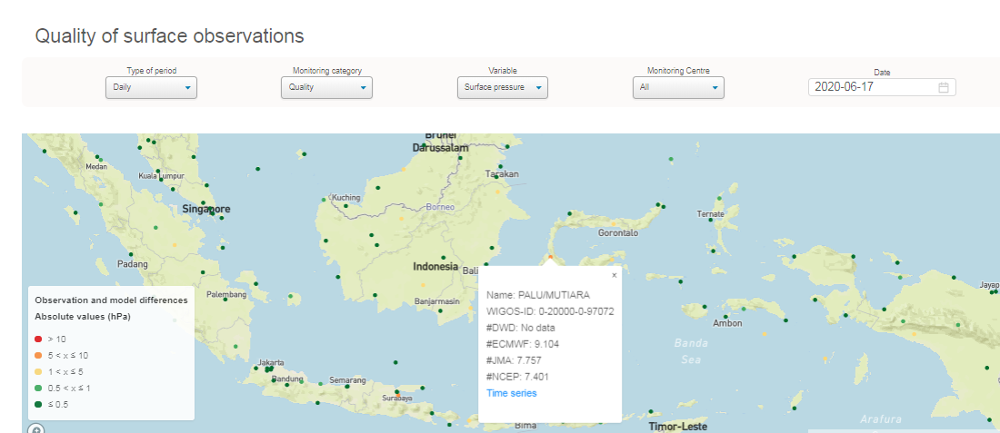 Quality of surface observations
Type of period
Monitoring category
Variable
Monitoring Centre
Date
Daily
Quality
Surface pressure
All
2020-06-17
Brunei
Darussalam
Medan
Kuala Lumpur
Tarakan
Kuching
Singapore
Borneo
Ternate
Gorontalo
Padang
Indonesia
Bali
Palembang
Banjarmasin
Ambon
Jayap
Observation and model differences
Absolute values (hPa)
> 10
5 < x ≤ 10
1 < x ≤ 5
0.5 < x ≤ 1
≤ 0.5
×
Name: PALU/MUTIARA
WIGOS-ID: 0-20000-0-97072
#DWD: No data
#ECMWF: 9.104
#JMA: 7.757
#NCEP: 7.401
Time series
Banda
Sea
Jakarta
Bandung
Semarang
Surabaya
Bima
Timor-Leste
Arafura